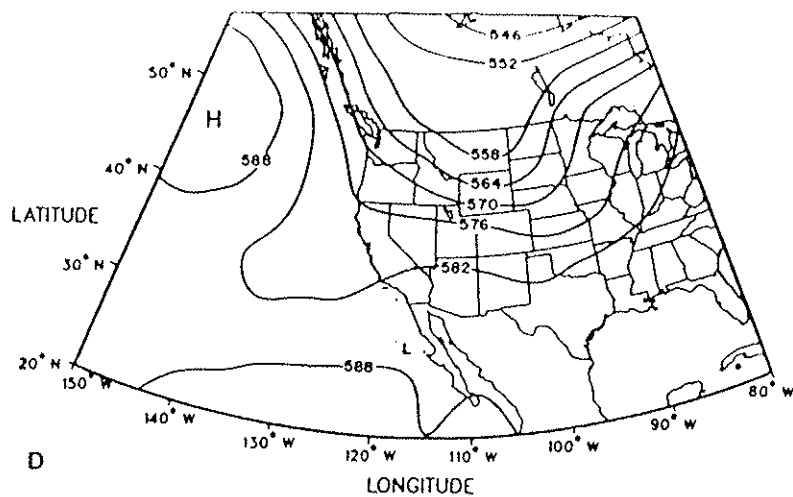 546
552
50° N
H
588
558
40° N
564
570
LATITUDE
576
582
30° N
L
588
20° N
150° W
140° W
130° W
120° W
110° W
100° W
90° W
80° W
D
LONGITUDE